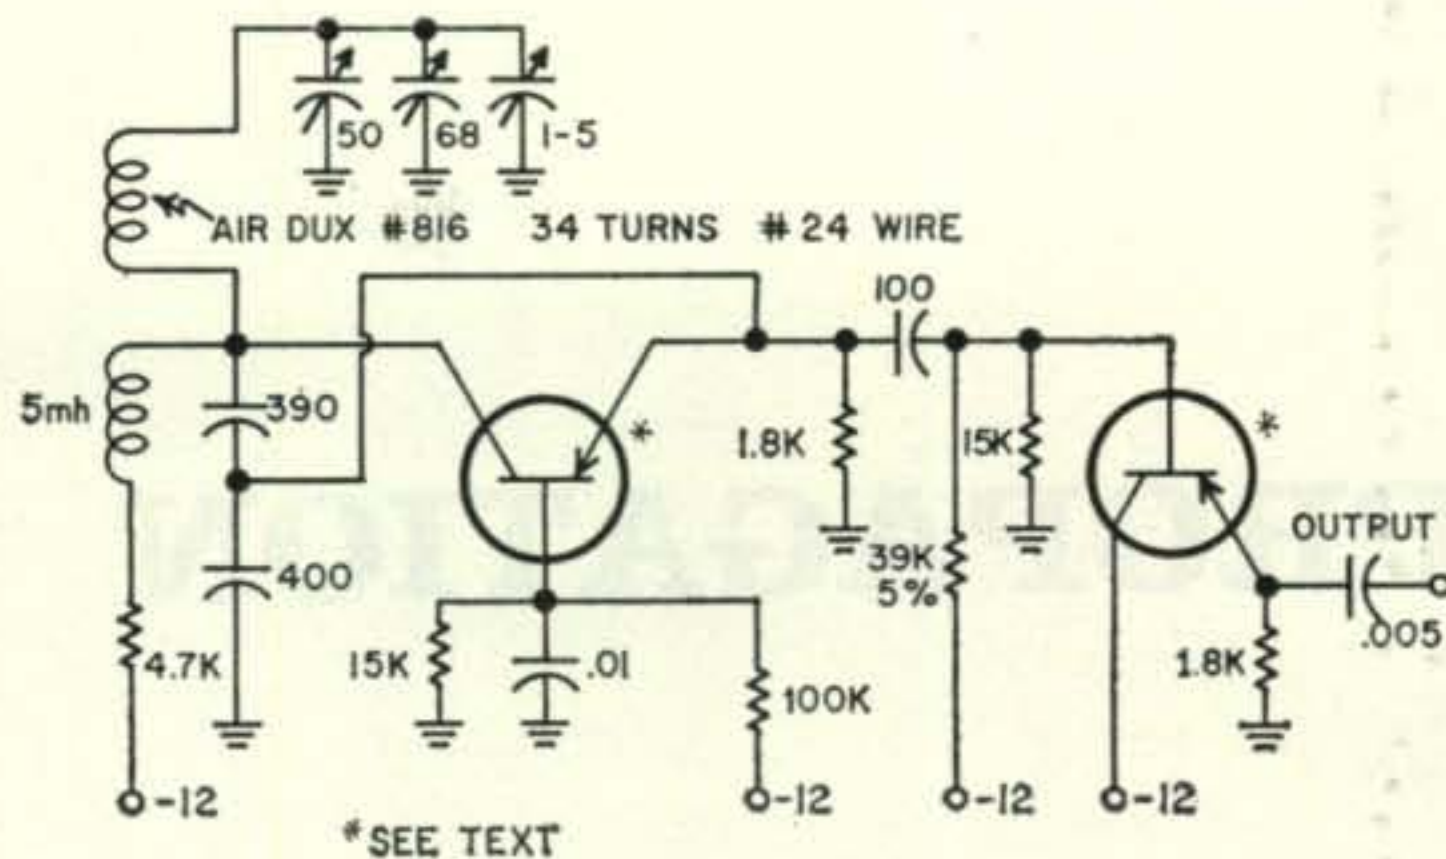 50 68 1-5
AIR DUX #816 34 TURNS #24 WIRE
100
5mh 390 * 1.8K 15K *
400 39K 5% OUTPUT
4.7K 15K .01 100K 1.8K .005
-12 -12 -12 -12
*SEE TEXT